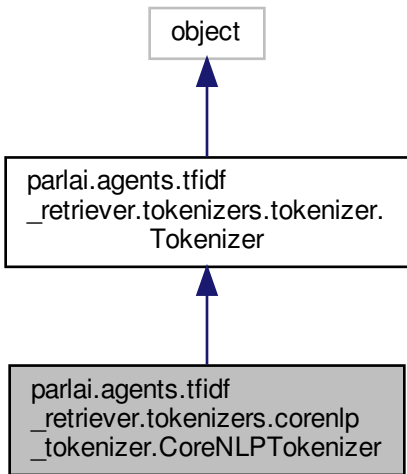 object
parlai.agents.tfidf
_retriever.tokenizers.tokenizer.
Tokenizer
parlai.agents.tfidf
_retriever.tokenizers.corenlp
_tokenizer.CoreNLPTokenizer